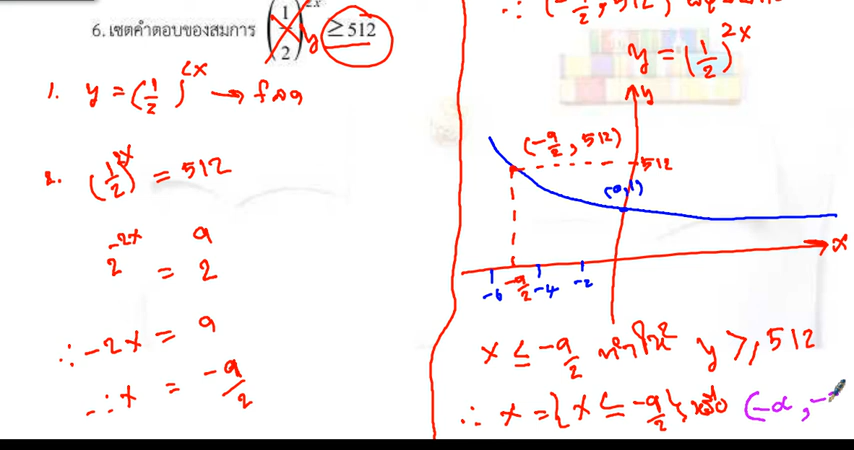 6. เซตคำตอบของสมการ (1/2)^2x ≥ 512
y
1. y = (1/2)^2x → ลด
2. (1/2)^2x = 512
2^-2x = 2^9
∴ -2x = 9
∴ x = -9/2
∴ (-9/2, 512)
y = (1/2)^2x
y
(-9/2, 512)
512
(0,1)
x
-6 -9/2 -4 -2
x ≤ -9/2 ทำให้ y ≥ 512
∴ x = {x ≤ -9/2} หรือ (-∞, -